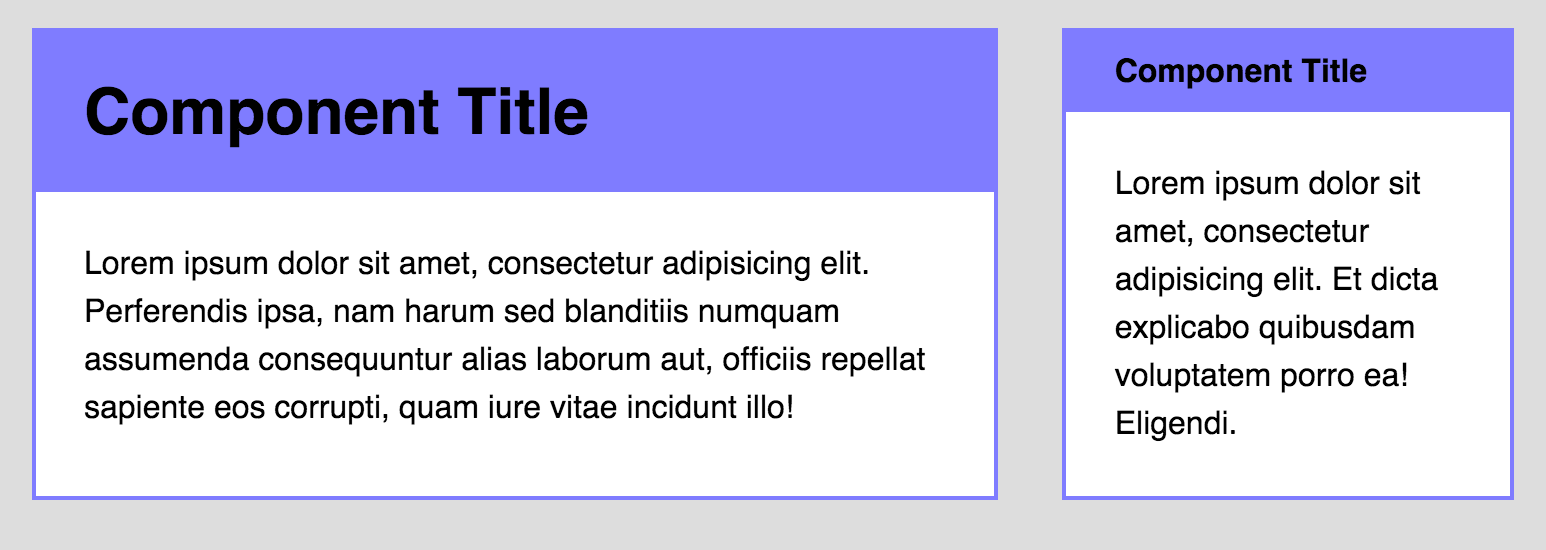 Component Title
Lorem ipsum dolor sit amet, consectetur adipisicing elit.
Perferendis ipsa, nam harum sed blanditiis numquam
assumenda consequuntur alias laborum aut, officiis repellat
sapiente eos corrupti, quam iure vitae incidunt illo!
Component Title
Lorem ipsum dolor sit
amet, consectetur
adipisicing elit. Et dicta
explicabo quibusdam
voluptatem porro ea!
Eligendi.